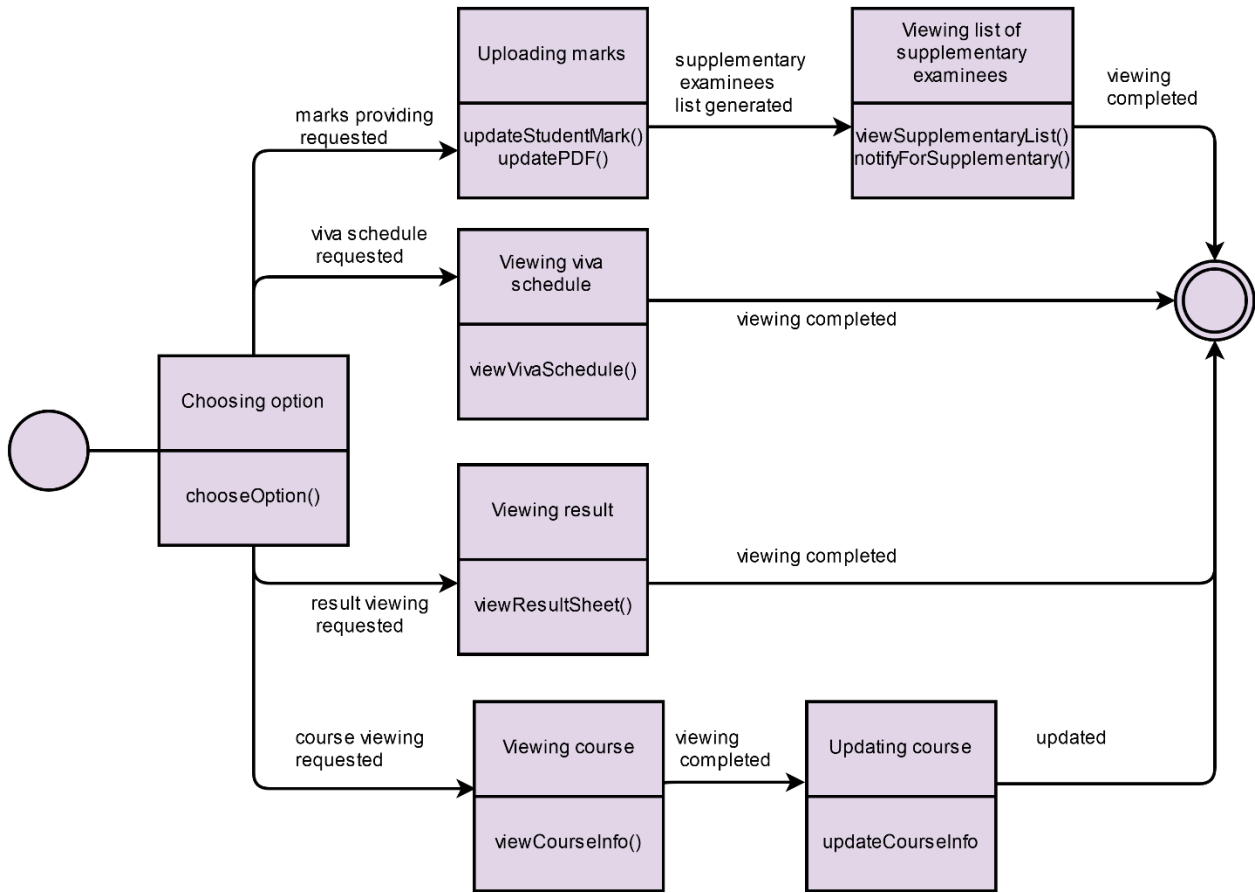 Uploading marks
updateStudentMark()
updatePDF()
supplementary
examinees
list generated
Viewing list of
supplementary
examinees
viewSupplementaryList()
notifyForSupplementary()
viewing
completed
marks providing
requested
viva schedule
requested
Viewing viva
schedule
viewVivaSchedule()
viewing completed
Choosing option
chooseOption()
Viewing result
viewResultSheet()
viewing completed
result viewing
requested
course viewing
requested
Viewing course
viewCourseInfo()
viewing
completed
Updating course
updateCourseInfo
updated